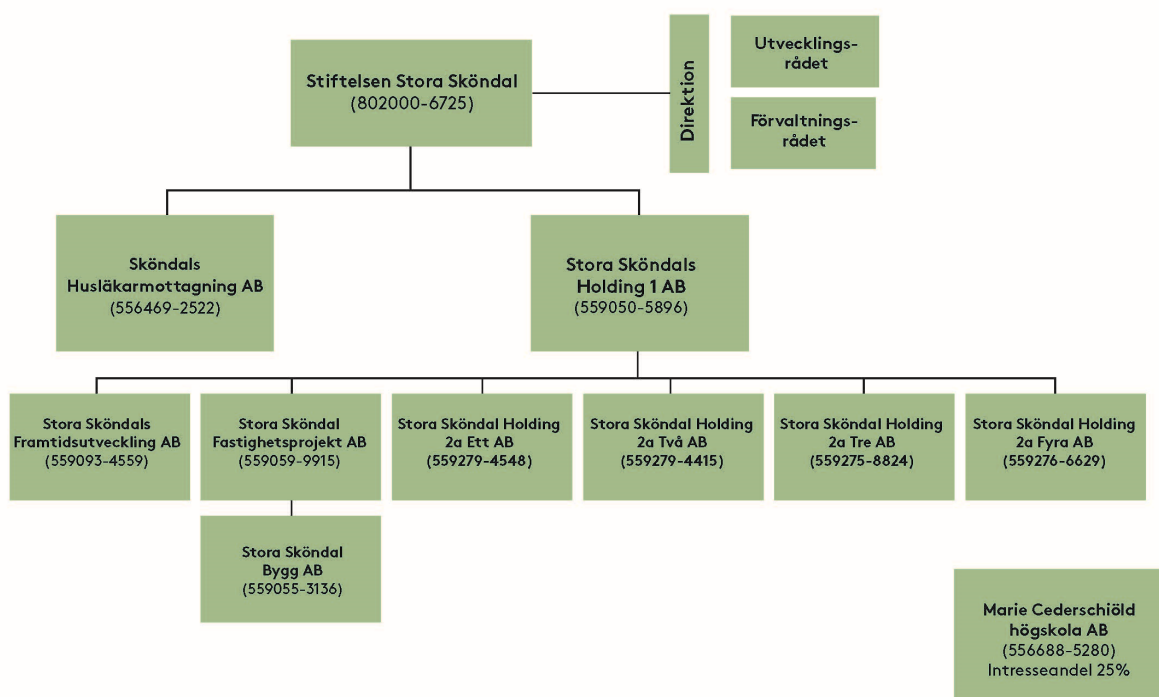 Stiftelsen Stora Sköndal
(802000-6725)
Direktion
Utvecklings-
rådet
Förvaltnings-
rådet
Sköndals
Husläkarmottagning AB
(556469-2522)
Stora Sköndals
Holding 1 AB
(559050-5896)
Stora Sköndals
Framtidsutveckling AB
(559093-4559)
Stora Sköndal
Fastighetsprojekt AB
(559059-9915)
Stora Sköndal Holding
2a Ett AB
(559279-4548)
Stora Sköndal Holding
2a Två AB
(559279-4415)
Stora Sköndal Holding
2a Tre AB
(559275-8824)
Stora Sköndal Holding
2a Fyra AB
(559276-6629)
Stora Sköndal
Bygg AB
(559055-3136)
Marie Cederschiöld
högskola AB
(556688-5280)
Intresseandel 25%